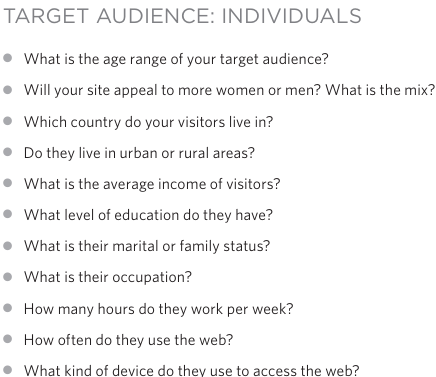 TARGET AUDIENCE: INDIVIDUALS
What is the age range of your target audience?
Will your site appeal to more women or men? What is the mix?
Which country do your visitors live in?
Do they live in urban or rural areas?
What is the average income of visitors?
What level of education do they have?
What is their marital or family status?
What is their occupation?
How many hours do they work per week?
How often do they use the web?
What kind of device do they use to access the web?